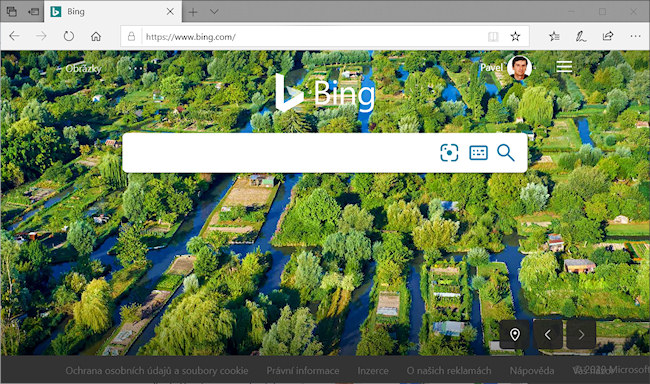 Bing
https://www.bing.com/
Obrázky
Pavel
Bing
Ochrana osobních údajů a soubory cookie Právní informace Inzerce O našich reklamách Nápověda
Microsoft